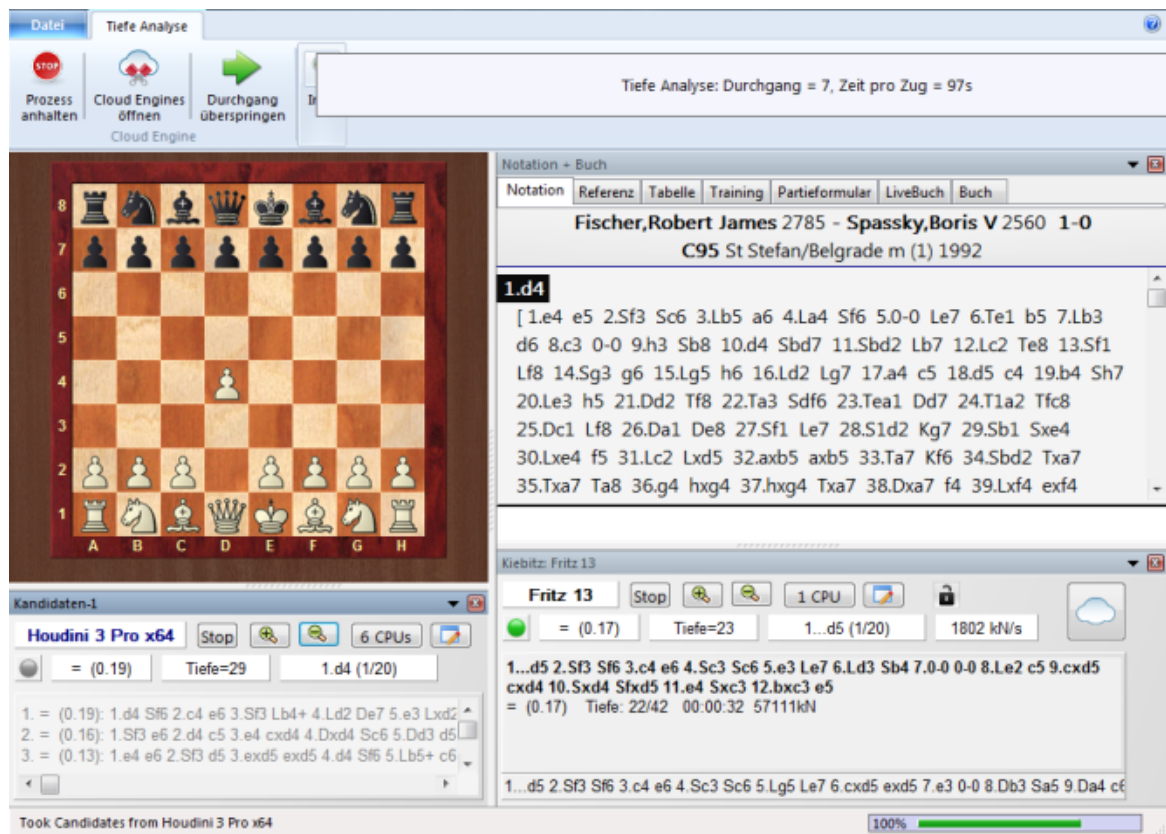 Datei Tiefe Analyse
STOP
Prozess anhalten
Cloud Engines öffnen
Durchgang überspringen
Cloud Engine
Tiefe Analyse: Durchgang = 7, Zeit pro Zug = 97s
8
7
6
5
4
3
2
1
A B C D E F G H
Notation + Buch
Notation Referenz Tabelle Training Partieformular LiveBuch Buch
Fischer,Robert James 2785 - Spassky,Boris V 2560 1-0
C95 St Stefan/Belgrade m (1) 1992
1.d4
[ 1.e4 e5 2.Sf3 Sc6 3.Lb5 a6 4.La4 Sf6 5.0-0 Le7 6.Te1 b5 7.Lb3
d6 8.c3 0-0 9.h3 Sb8 10.d4 Sbd7 11.Sbd2 Lb7 12.Lc2 Te8 13.Sf1
Lf8 14.Sg3 g6 15.Lg5 h6 16.Ld2 Lg7 17.a4 c5 18.d5 c4 19.b4 Sh7
20.Le3 h5 21.Dd2 Tf8 22.Ta3 Sdf6 23.Tea1 Dd7 24.T1a2 Tfc8
25.Dc1 Lf8 26.Da1 De8 27.Sf1 Le7 28.S1d2 Kg7 29.Sb1 Sxe4
30.Lxe4 f5 31.Lc2 Lxd5 32.axb5 axb5 33.Ta7 Kf6 34.Sbd2 Txa7
35.Txa7 Ta8 36.g4 hxg4 37.hxg4 Txa7 38.Dxa7 f4 39.Lxf4 exf4
Kandidaten-1
Houdini 3 Pro x64 Stop 6 CPUs
= (0.19) Tiefe=29 1.d4 (1/20)
1. = (0.19): 1.d4 Sf6 2.c4 e6 3.Sf3 Lb4+ 4.Ld2 De7 5.e3 Lxd2
2. = (0.16): 1.Sf3 e6 2.d4 c5 3.e4 cxd4 4.Dxd4 Sc6 5.Dd3 d5
3. = (0.13): 1.e4 e6 2.Sf3 d5 3.exd5 exd5 4.d4 Sf6 5.Lb5+ c6
Kiebitz: Fritz 13
Fritz 13 Stop 1 CPU
= (0.17) Tiefe=23 1...d5 (1/20) 1802 kN/s
1...d5 2.Sf3 Sf6 3.c4 e6 4.Sc3 Sc6 5.e3 Le7 6.Ld3 Sb4 7.0-0 0-0 8.Le2 c5 9.cxd5
cxd4 10.Sxd4 Sfxd5 11.e4 Sxc3 12.bxc3 e5
= (0.17) Tiefe: 22/42 00:00:32 57111kN
1...d5 2.Sf3 Sf6 3.c4 e6 4.Sc3 Sc6 5.Lg5 Le7 6.cxd5 exd5 7.e3 0-0 8.Db3 Sa5 9.Da4 c6
Took Candidates from Houdini 3 Pro x64
100%